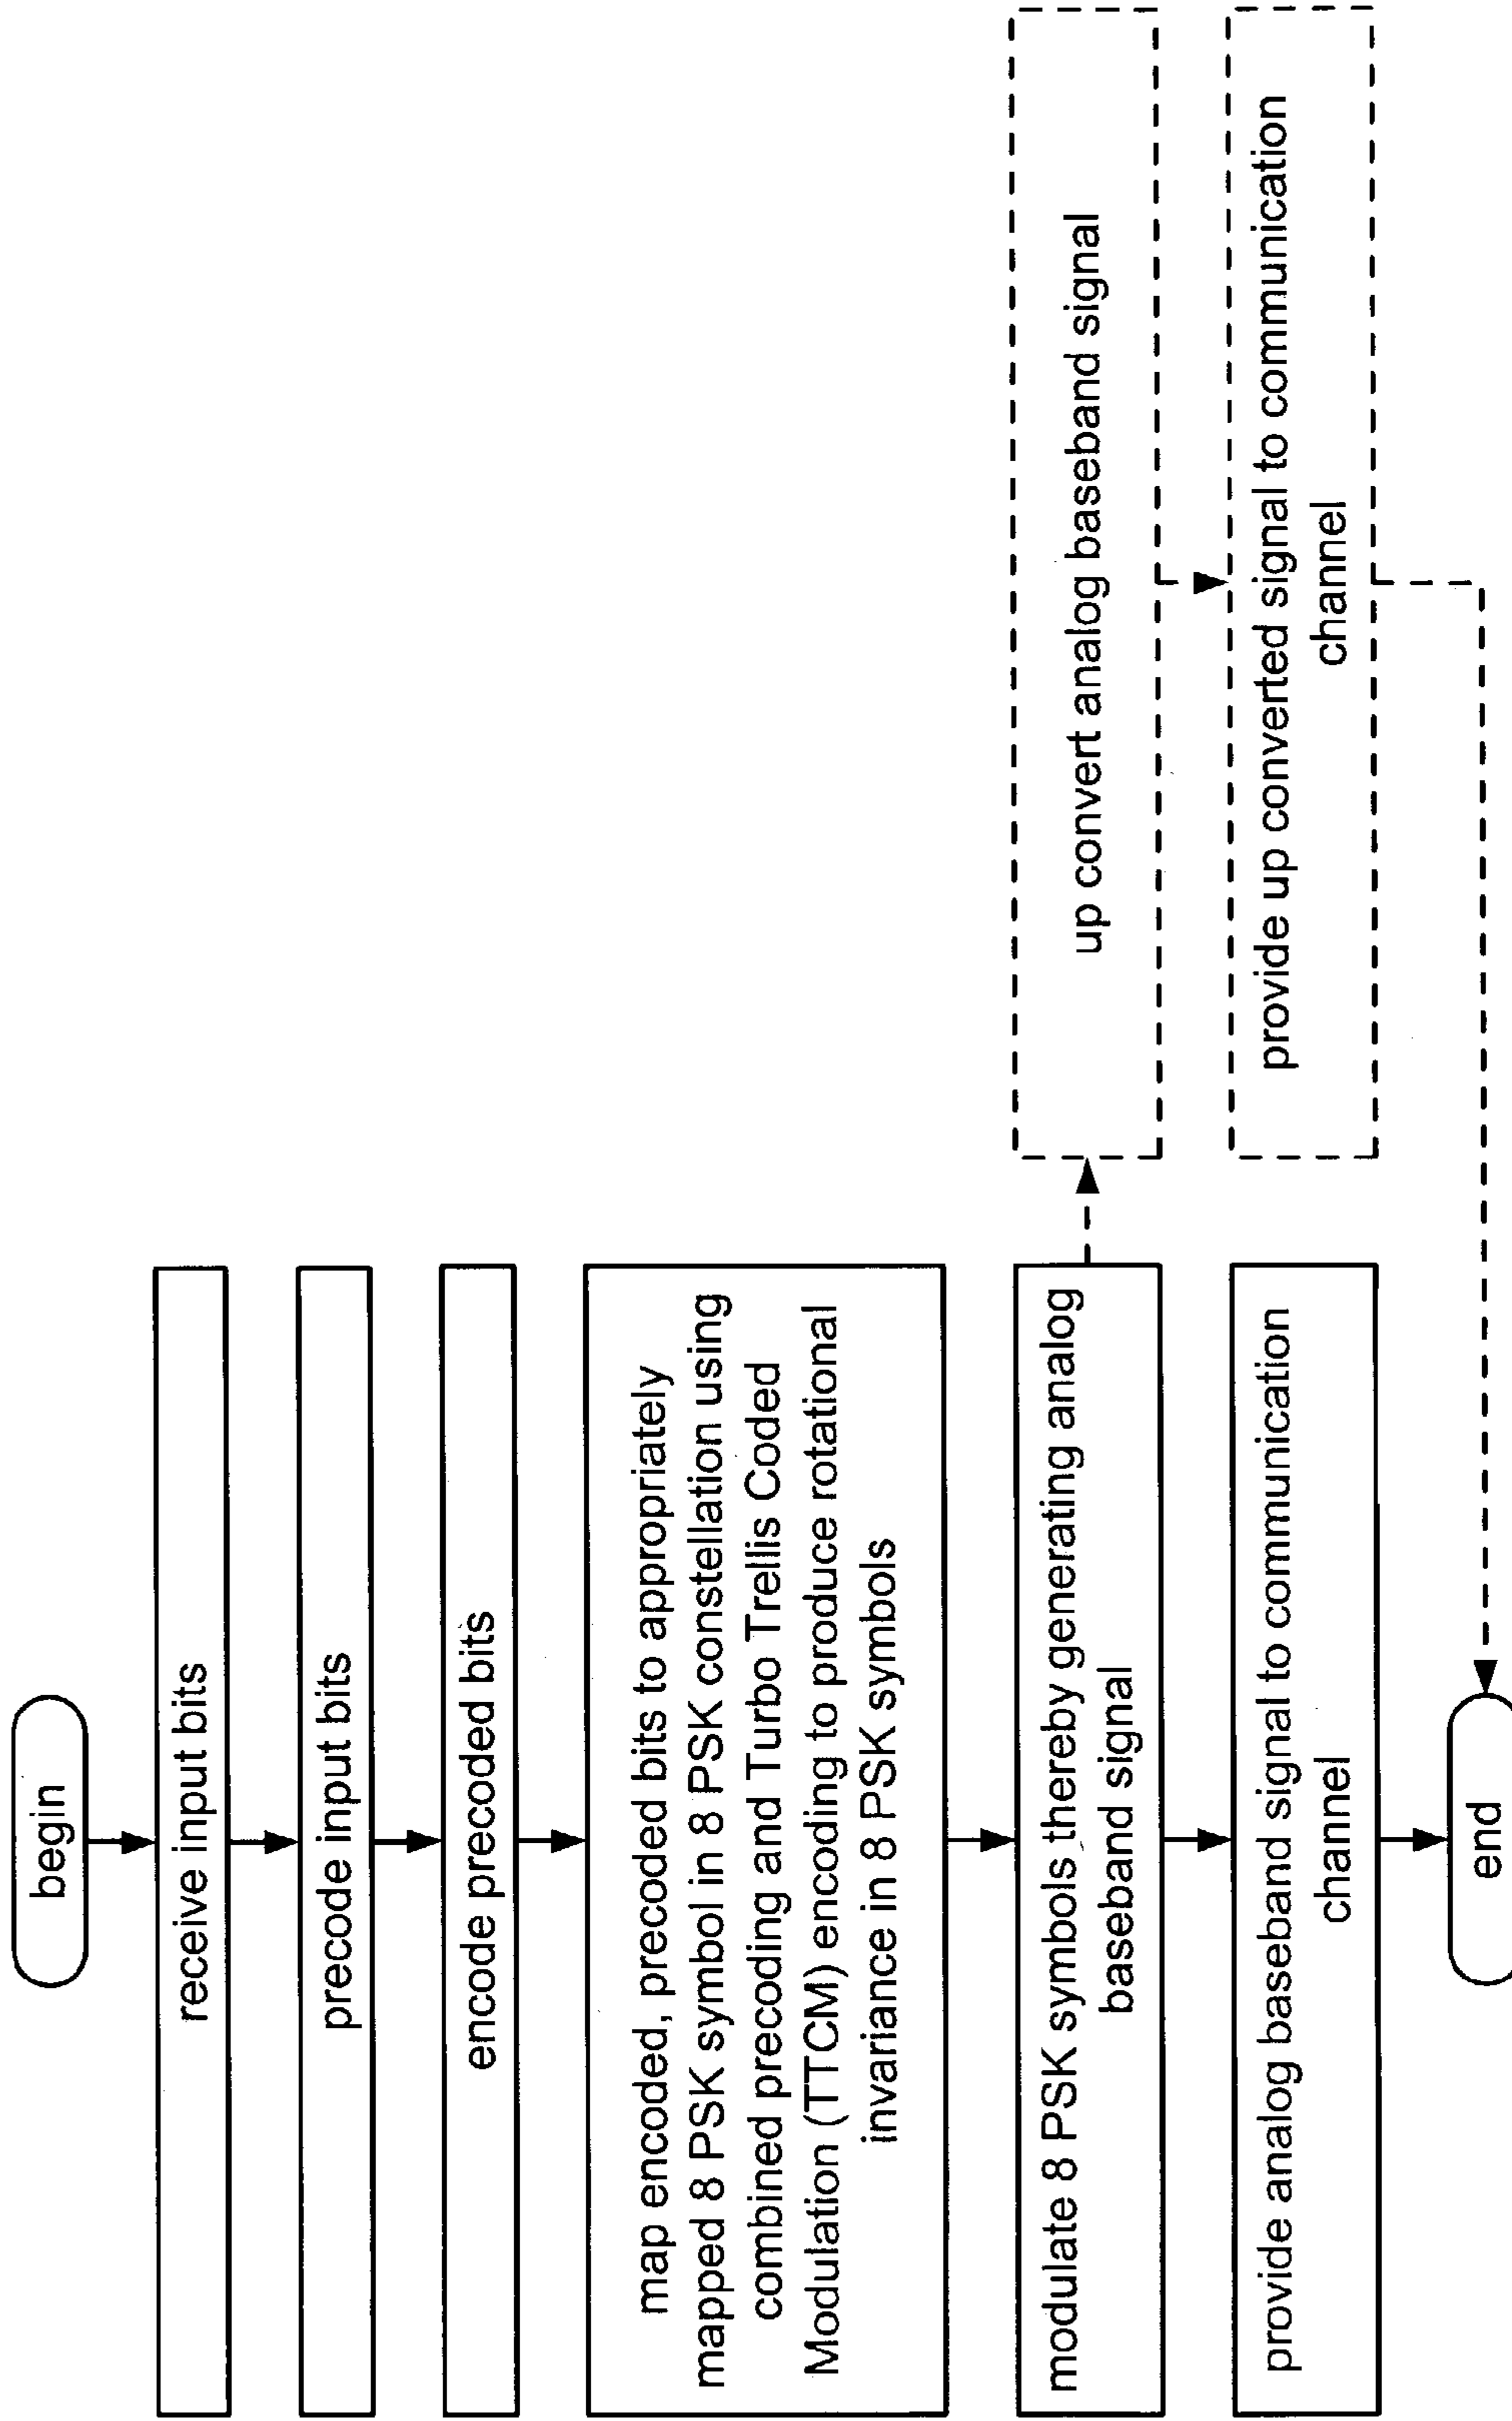 begin
receive input bits
precode input bits
encode precoded bits
map encoded, precoded bits to appropriately
mapped 8 PSK symbol in 8 PSK constellation using
combined precoding and Turbo Trellis Coded
Modulation (TTCM) encoding to produce rotational
invariance in 8 PSK symbols
modulate 8 PSK symbols thereby generating analog
baseband signal
provide analog baseband signal to communication
channel
up convert analog baseband signal
provide up converted signal to communication
channel
end